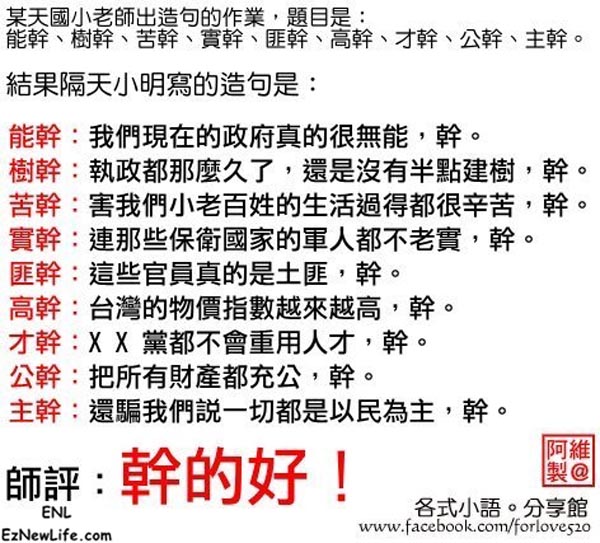 某天國小老師出造句的作業，題目是：
能幹、樹幹、苦幹、實幹、匪幹、高幹、才幹、公幹、主幹。
結果隔天小明寫的造句是：
能幹：我們現在的政府真的很無能，幹。
樹幹：執政都那麼久了，還是沒有半點建樹，幹。
苦幹：害我們小老百姓的生活過得都很辛苦，幹。
實幹：連那些保衛國家的軍人都不老實，幹。
匪幹：這些官員真的是土匪，幹。
高幹：台灣的物價指數越來越高，幹。
才幹：X X 黨都不會重用人才，幹。
公幹：把所有財產都充公，幹。
主幹：還騙我們說一切都是以民為主，幹。
師評：幹的好！
阿維
製@
ENL
EzNewLife.com
各式小語。分享館
www.facebook.com/forlove520